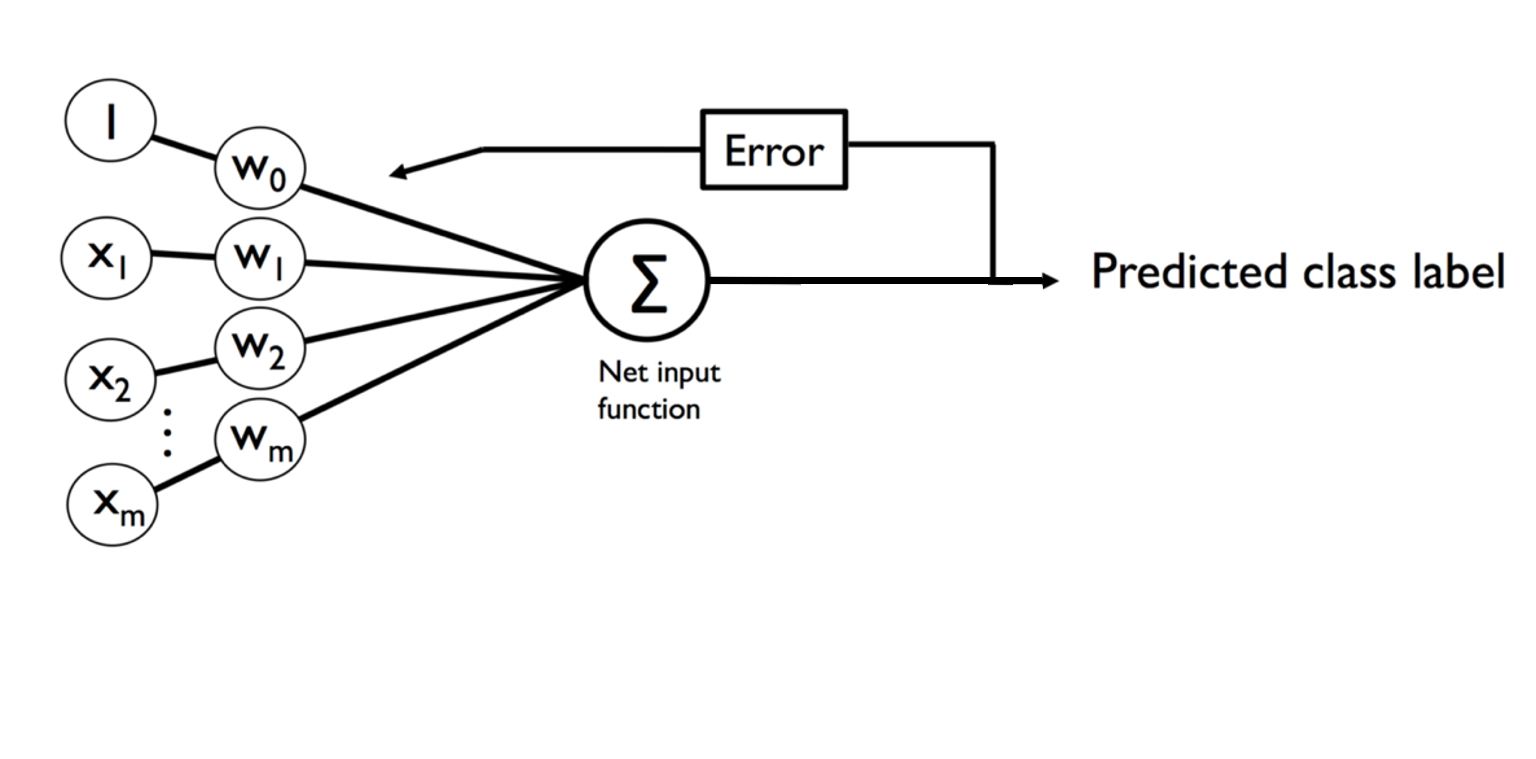 1
w0
x1
w1
x2
w2
xm
wm
Error
Σ
Net input
function
Predicted class label